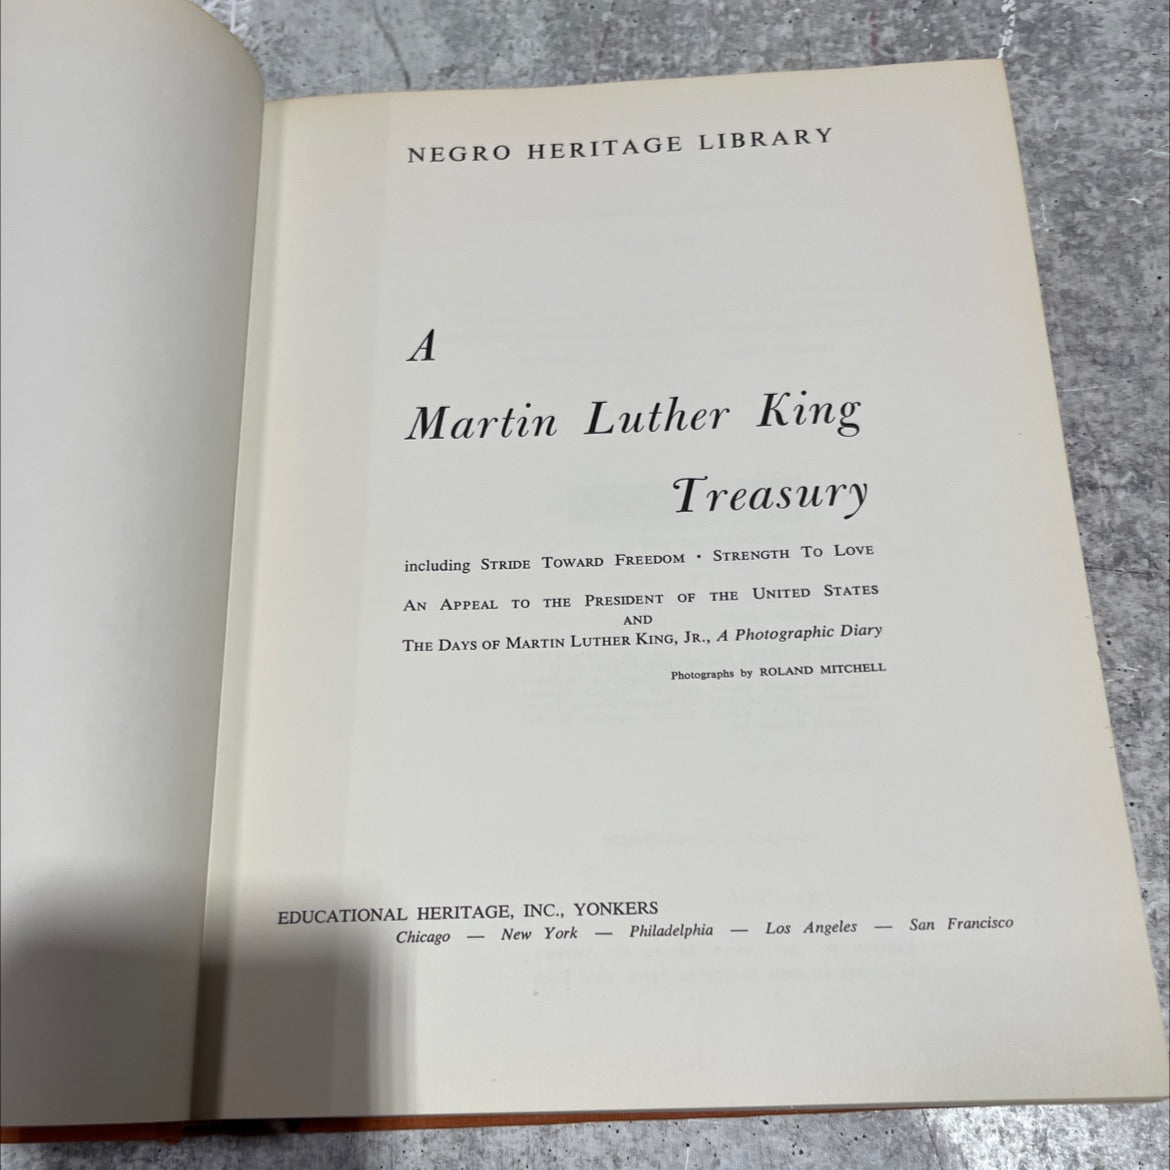 NEGRO HERITAGE LIBRARY
A
Martin Luther King
Treasury
including STRIDE TOWARD FREEDOM · STRENGTH TO LOVE
AN APPEAL TO THE PRESIDENT OF THE UNITED STATES
AND
THE DAYS OF MARTIN LUTHER KING, JR., A Photographic Diary
Photographs by ROLAND MITCHELL
EDUCATIONAL HERITAGE, INC., YONKERS
Chicago — New York — Philadelphia — Los Angeles — San Francisco